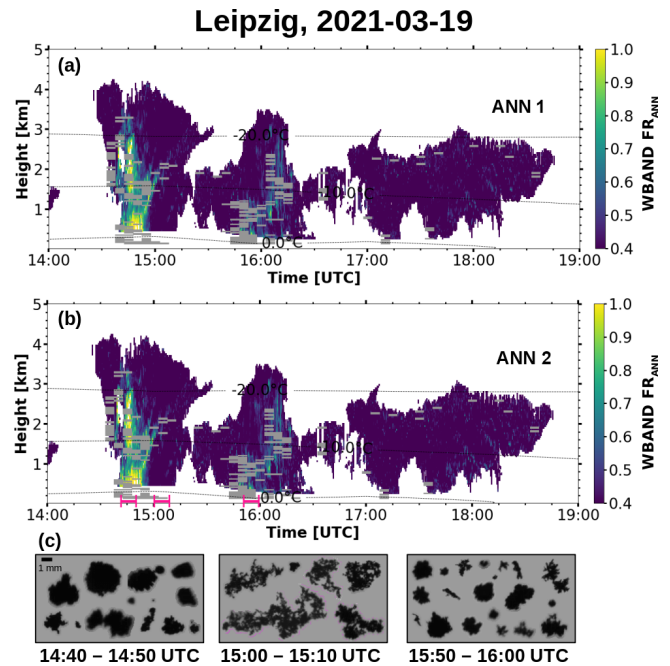 Leipzig, 2021-03-19
(a)
ANN 1
5
4
3
2
1
Height [km]
-20.0°C
-10.0°C
0.0°C
14:00 15:00 16:00 17:00 18:00 19:00
Time [UTC]
1.0
0.9
0.8
0.7
0.6
0.5
0.4
WBAND FR_ANN
(b)
ANN 2
5
4
3
2
1
Height [km]
-20.0°C
-10.0°C
0.0°C
14:00 15:00 16:00 17:00 18:00 19:00
Time [UTC]
1.0
0.9
0.8
0.7
0.6
0.5
0.4
WBAND FR_ANN
(c)
1 mm
14:40 – 14:50 UTC 15:00 – 15:10 UTC 15:50 – 16:00 UTC